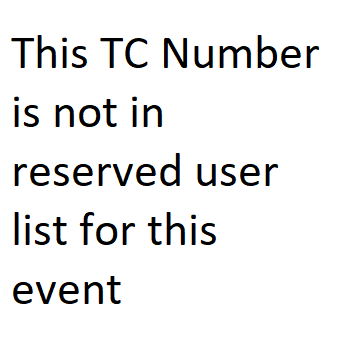 This TC Number
is not in
reserved user
list for this
event